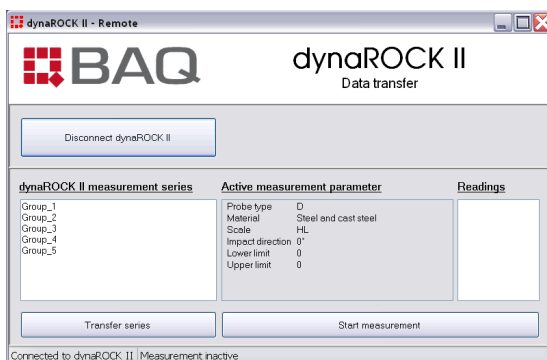 dynaROCK II - Remote
BAQ
dynaROCK II
Data transfer
Disconnect dynaROCK II
dynaROCK II measurement series
Group_1
Group_2
Group_3
Group_4
Group_5
Active measurement parameter
Probe type D
Material Steel and cast steel
Scale HL
Impact direction 0°
Lower limit 0
Upper limit 0
Readings
Transfer series
Start measurement
Connected to dynaROCK II Measurement inactive